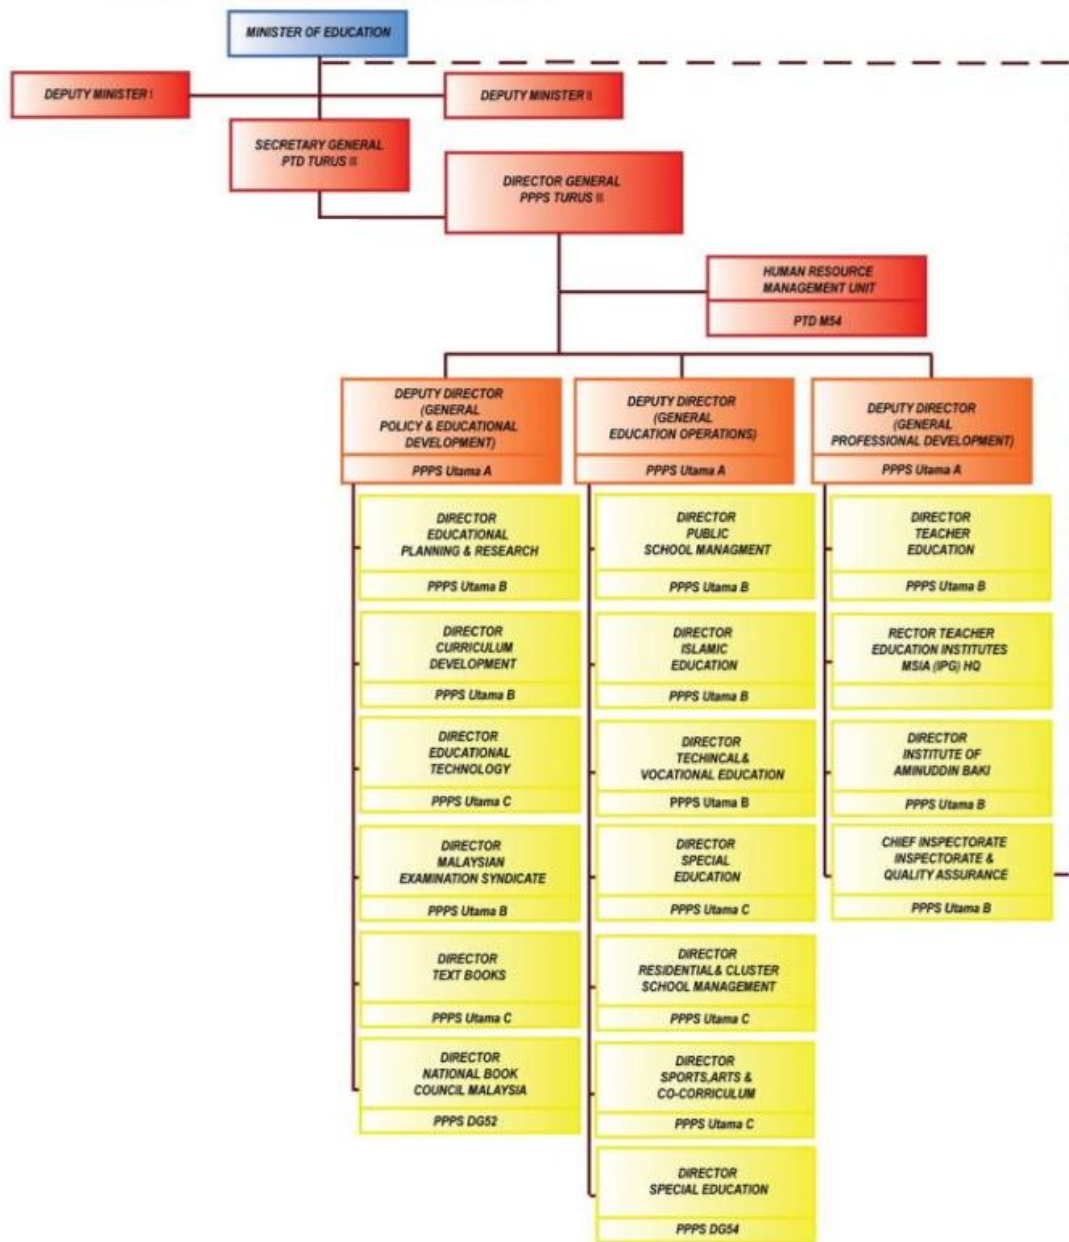 MINISTER OF EDUCATION
DEPUTY MINISTER I
DEPUTY MINISTER II
SECRETARY GENERAL
PTD TURUS III
DIRECTOR GENERAL
PPPS TURUS II
HUMAN RESOURCE
MANAGEMENT UNIT
PTD M54
DEPUTY DIRECTOR
(GENERAL
POLICY & EDUCATIONAL
DEVELOPMENT)
PPPS Utama A
DIRECTOR
EDUCATIONAL
PLANNING & RESEARCH
PPPS Utama B
DIRECTOR
CURRICULUM
DEVELOPMENT
PPPS Utama B
DIRECTOR
EDUCATIONAL
TECHNOLOGY
PPPS Utama C
DIRECTOR
MALAYSIAN
EXAMINATION SYNDICATE
PPPS Utama B
DIRECTOR
TEXT BOOKS
PPPS Utama C
DIRECTOR
NATIONAL BOOK
COUNCIL MALAYSIA
PPPS DG52
DEPUTY DIRECTOR
(GENERAL
EDUCATION OPERATIONS)
PPPS Utama A
DIRECTOR
PUBLIC
SCHOOL MANAGMENT
PPPS Utama B
DIRECTOR
ISLAMIC
EDUCATION
PPPS Utama B
DIRECTOR
TECHINCAL&
VOCATIONAL EDUCATION
PPPS Utama B
DIRECTOR
SPECIAL
EDUCATION
PPPS Utama C
DIRECTOR
RESIDENTIAL& CLUSTER
SCHOOL MANAGEMENT
PPPS Utama C
DIRECTOR
SPORTS,ARTS &
CO-CORRICULUM
PPPS Utama C
DIRECTOR
SPECIAL EDUCATION
PPPS DG54
DEPUTY DIRECTOR
(GENERAL
PROFESSIONAL DEVELOPMENT)
PPPS Utama A
DIRECTOR
TEACHER
EDUCATION
PPPS Utama B
RECTOR TEACHER
EDUCATION INSTITUTES
MSIA (IPG) HQ
DIRECTOR
INSTITUTE OF
AMINUDDIN BAKI
PPPS Utama B
CHIEF INSPECTORATE
INSPECTORATE &
QUALITY ASSURANCE
PPPS Utama B